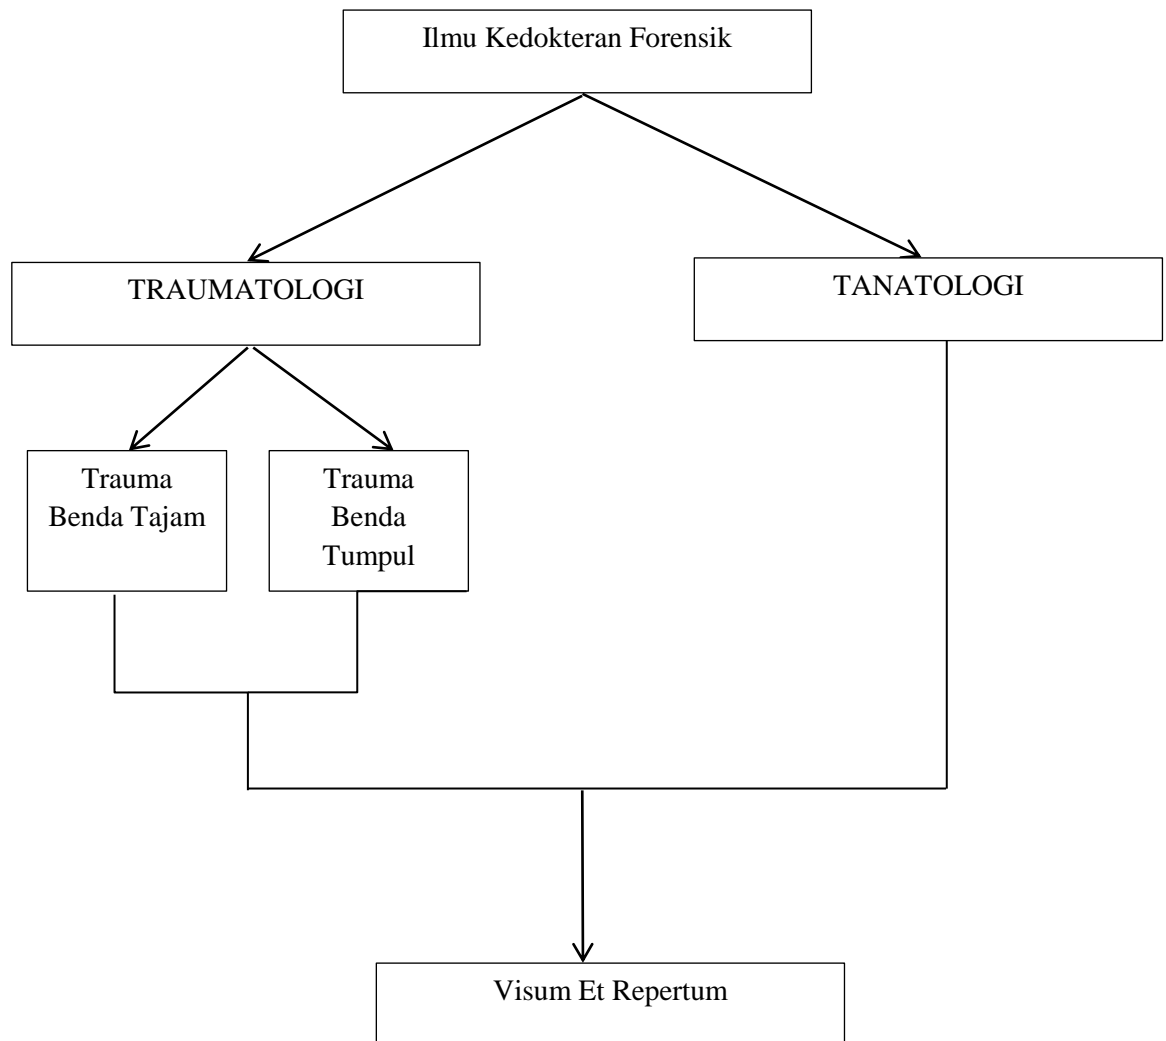 Ilmu Kedokteran Forensik
TRAUMATOLOGI
TANATOLOGI
Trauma
Benda Tajam
Trauma
Benda
Tumpul
Visum Et Repertum